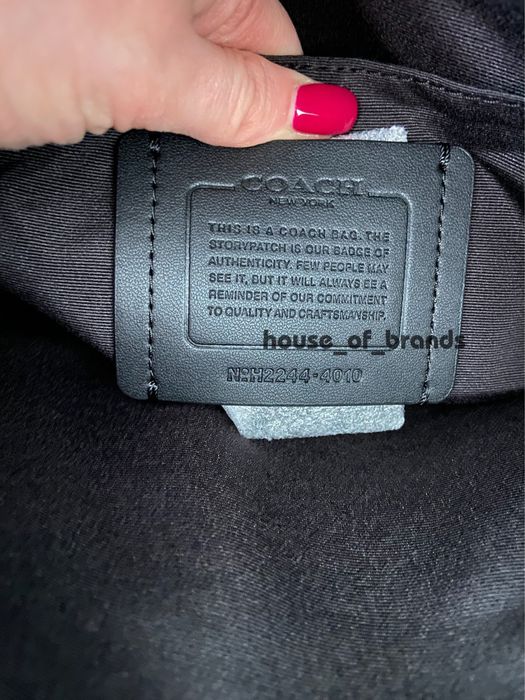 COACH
NEW YORK
THIS IS A COACH BAG. THE
STORYPATCH IS OUR BADGE OF
AUTHENTICITY. FEW PEOPLE MAY
SEE IT, BUT IT WILL ALWAYS BE A
REMINDER OF OUR COMMITMENT
TO QUALITY AND CRAFTSMANSHIP.
house_of_brands
Nº H2244-4010